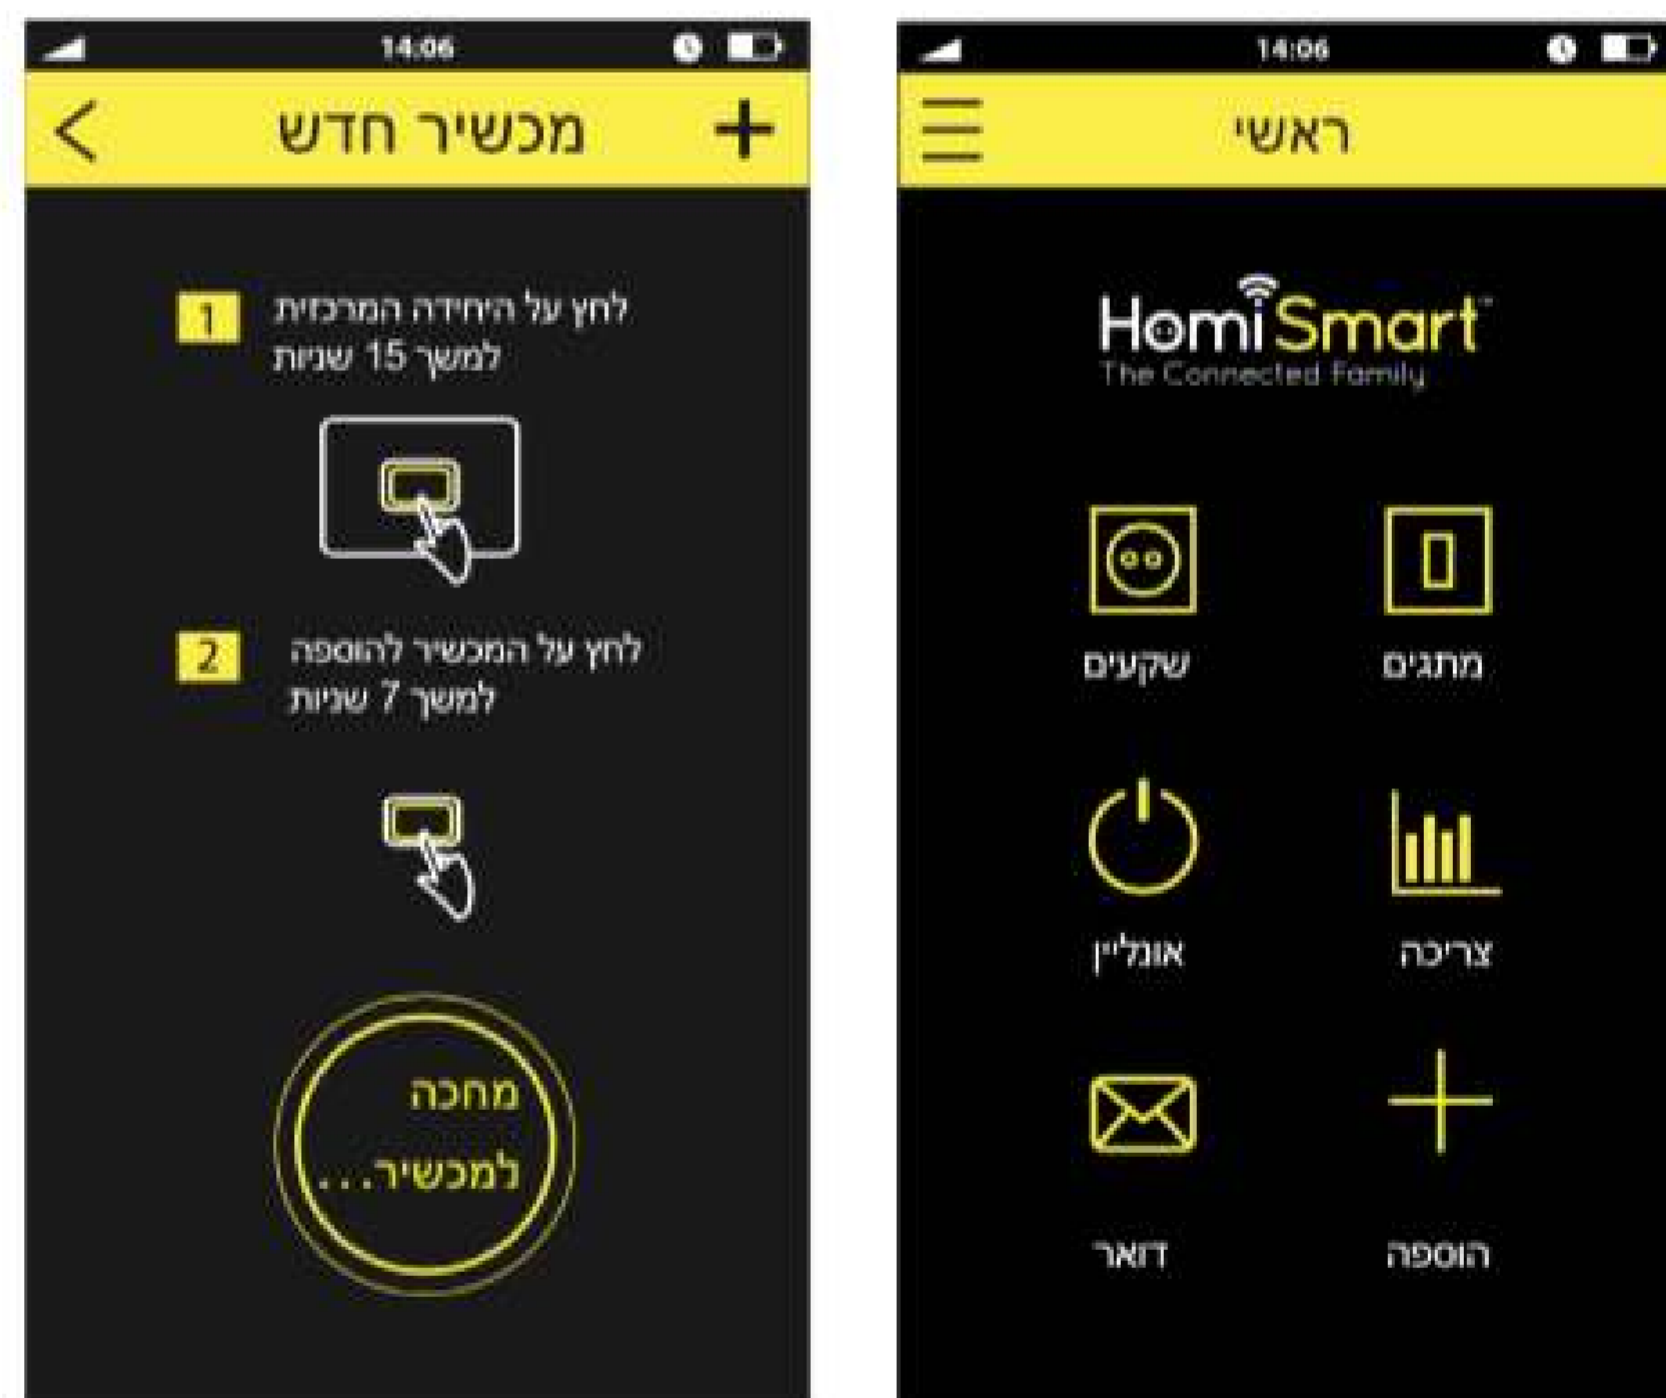 14:06
מכשיר חדש
1
לחץ על היחידה המרכזית
למשך 15 שניות
2
לחץ על המכשיר להוספה
למשך 7 שניות
מחכה
למכשיר...
14:06
ראשי
HomiSmart™
The Connected Family
שקעים
מתגים
אונליין
צריכה
דואר
הוספה